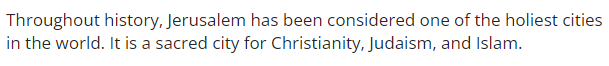 Throughout history, Jerusalem has been considered one of the holiest cities
in the world. It is a sacred city for Christianity, Judaism, and Islam.